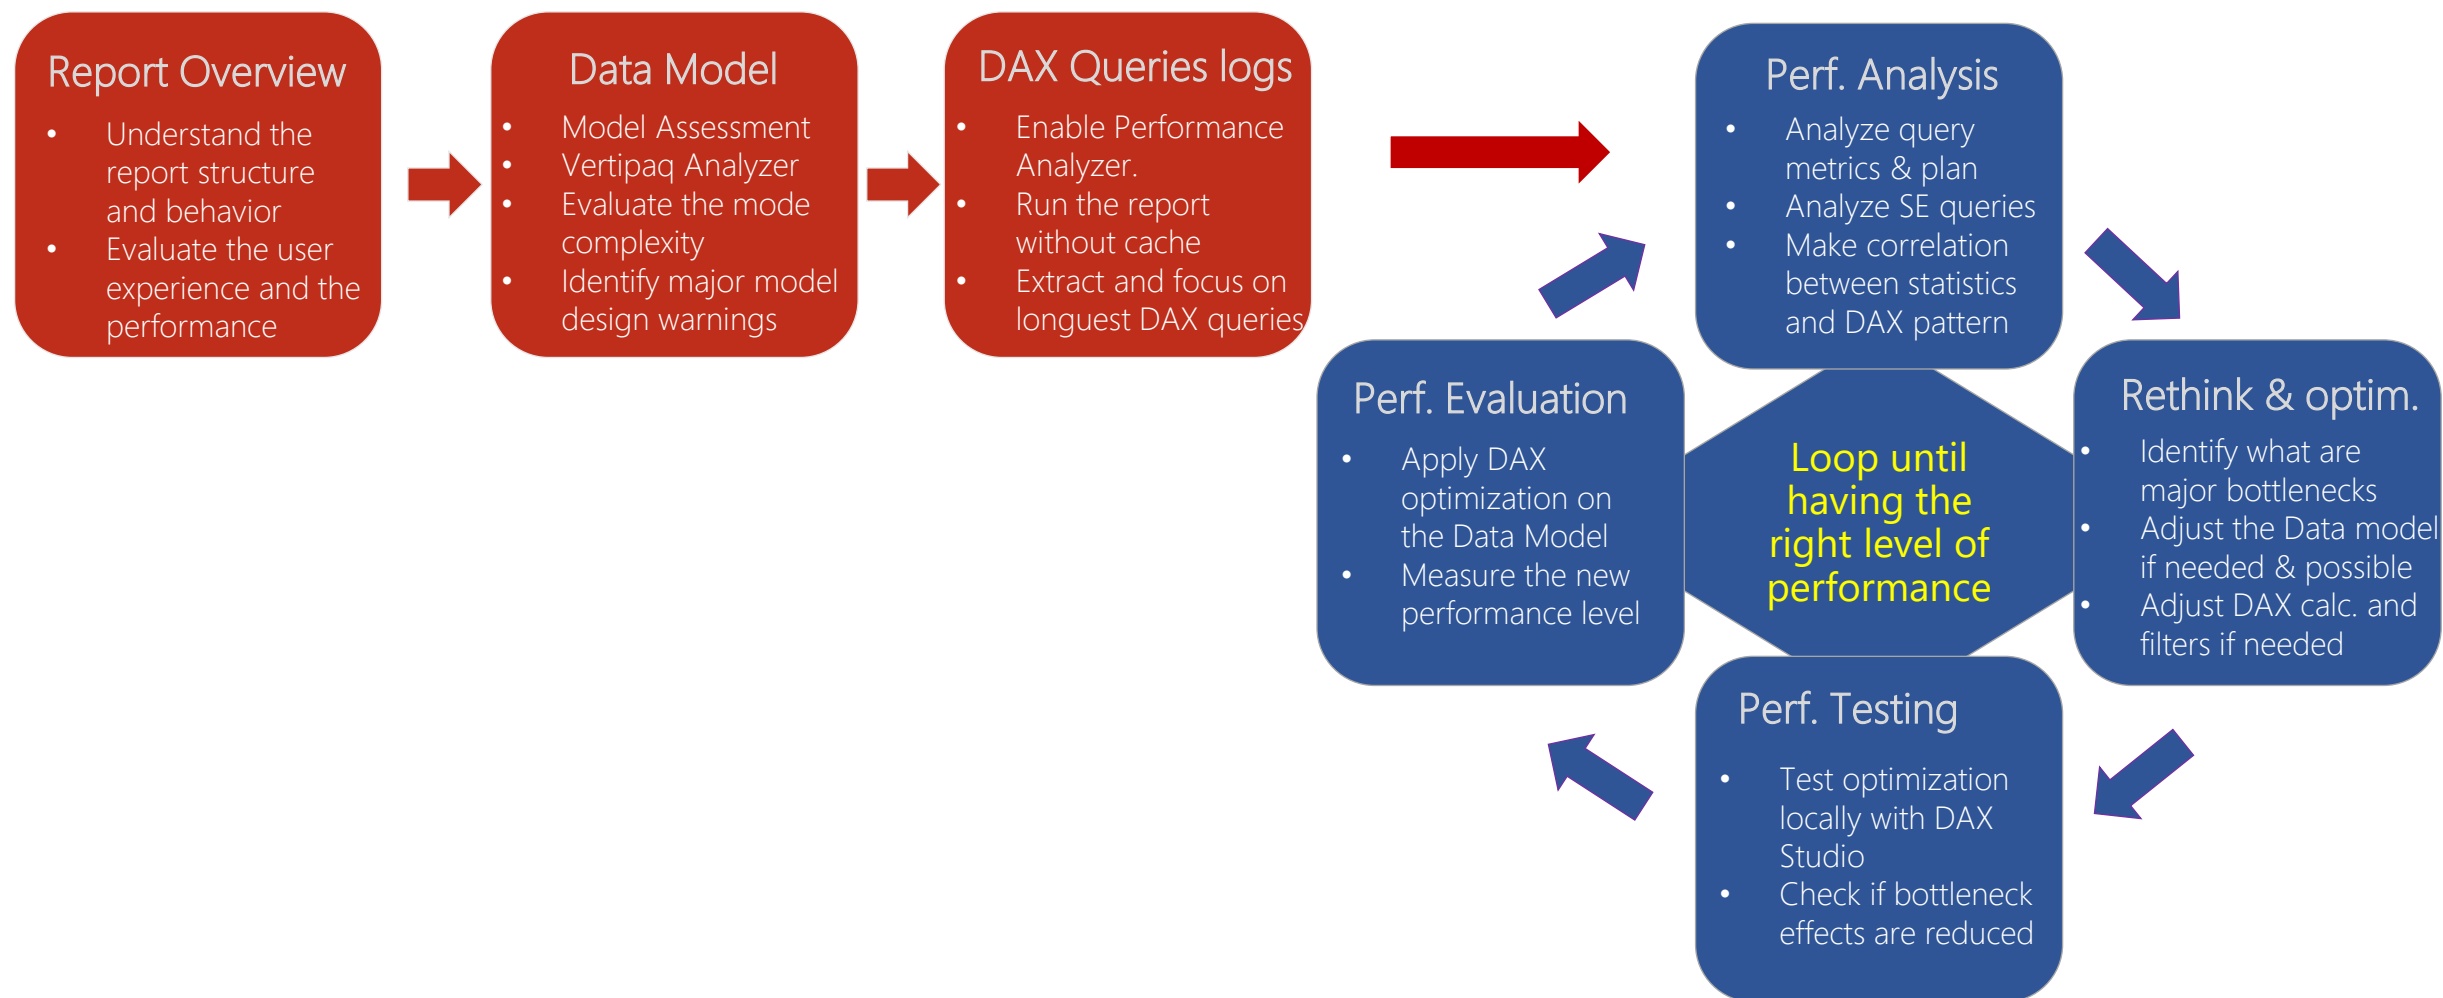 Report Overview
• Understand the
report structure
and behavior
• Evaluate the user
experience and the
performance
Data Model
• Model Assessment
• Vertipaq Analyzer
• Evaluate the mode
complexity
• Identify major model
design warnings
DAX Queries logs
• Enable Performance
Analyzer.
• Run the report
without cache
• Extract and focus on
longuest DAX queries
Perf. Analysis
• Analyze query
metrics & plan
• Analyze SE queries
• Make correlation
between statistics
and DAX pattern
Rethink & optim.
• Identify what are
major bottlenecks
• Adjust the Data model
if needed & possible
• Adjust DAX calc. and
filters if needed
Perf. Testing
• Test optimization
locally with DAX
Studio
• Check if bottleneck
effects are reduced
Perf. Evaluation
• Apply DAX
optimization on
the Data Model
• Measure the new
performance level
Loop until
having the
right level of
performance